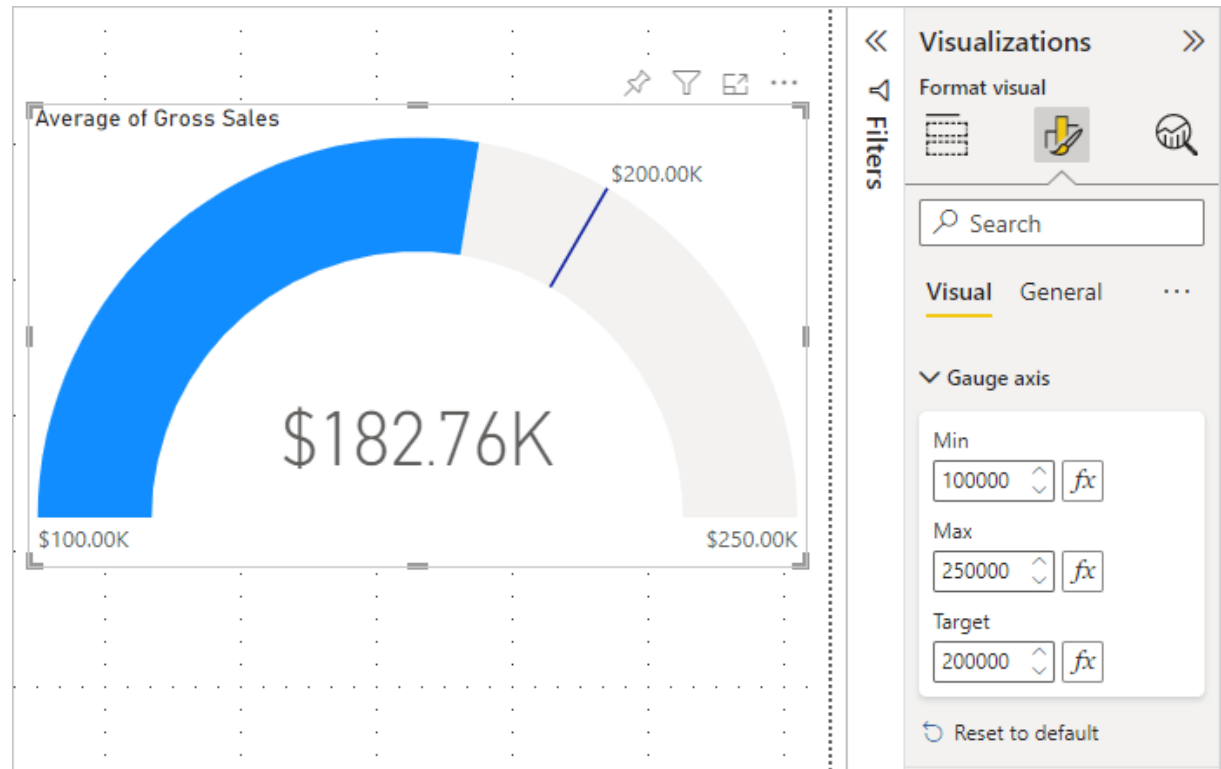 Average of Gross Sales
$200.00K
$182.76K
$100.00K
$250.00K
Filters
Visualizations
Format visual
Search
Visual General
Gauge axis
Min
100000 fx
Max
250000 fx
Target
200000 fx
Reset to default